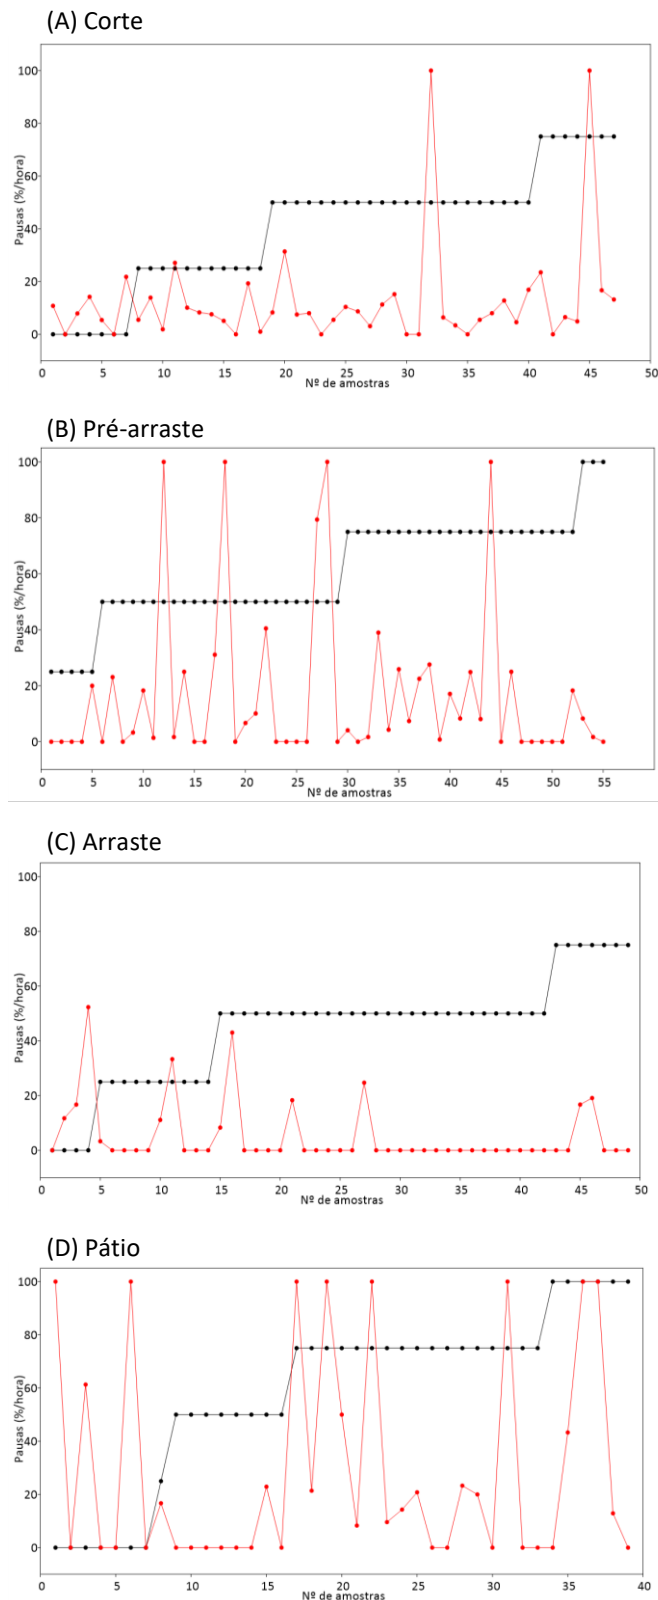 (A) Corte
100
80
60
40
20
0
Pausas (%/hora)
0 5 10 15 20 25 30 35 40 45 50
Nº de amostras
(B) Pré-arraste
100
80
60
40
20
0
Pausas (%/hora)
0 5 10 15 20 25 30 35 40 45 50 55
Nº de amostras
(C) Arraste
100
80
60
40
20
0
Pausas (%/hora)
0 5 10 15 20 25 30 35 40 45 50
Nº de amostras
(D) Pátio
100
80
60
40
20
0
Pausas (%/hora)
0 5 10 15 20 25 30 35 40
Nº de amostras